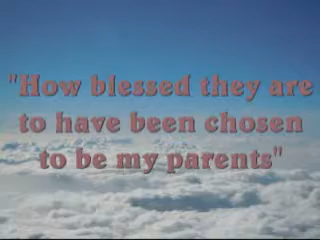 "How blessed they are
to have been chosen
to be my parents"